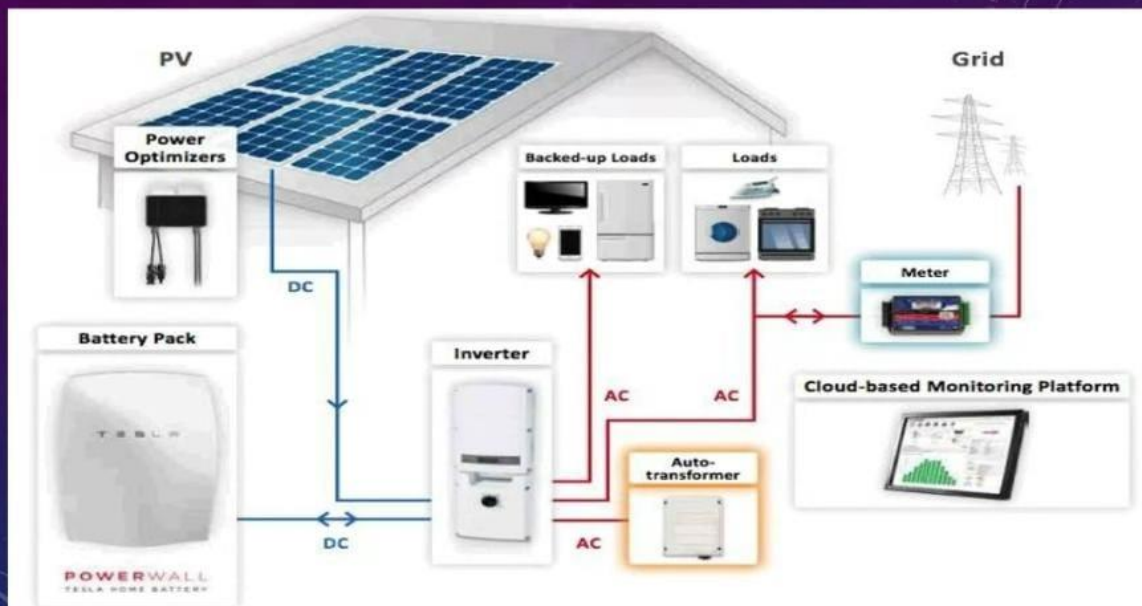 PV
Grid
Power
Optimizers
Backed-up Loads
Loads
DC
Meter
Battery Pack
Inverter
Cloud-based Monitoring Platform
AC
AC
TESLA
Auto-
transformer
DC
AC
POWERWALL
TESLA HOME BATTERY